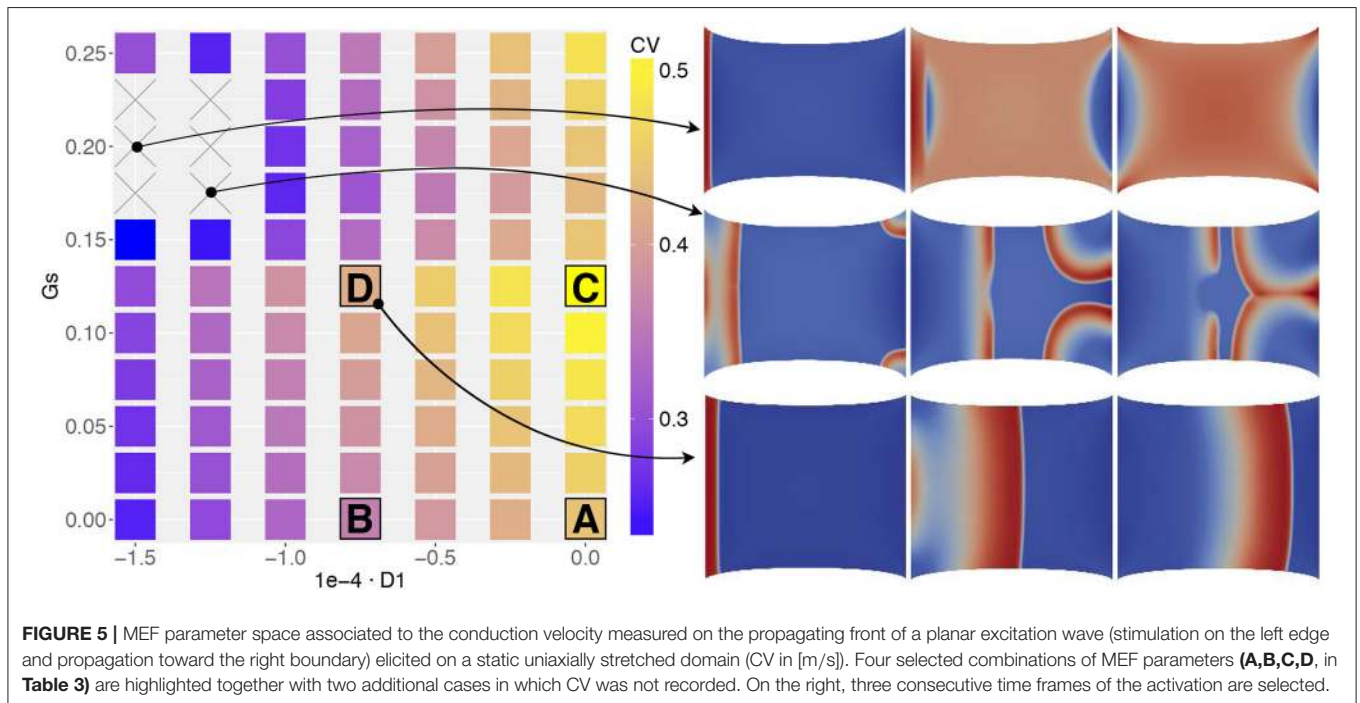 CV
0.5
0.4
0.3
Gs
0.25
0.20
0.15
0.10
0.05
0.00
D
C
B
A
−1.5
−1.0
−0.5
0.0
1e−4 · D1
FIGURE 5 | MEF parameter space associated to the conduction velocity measured on the propagating front of a planar excitation wave (stimulation on the left edge
and propagation toward the right boundary) elicited on a static uniaxially stretched domain (CV in [m/s]). Four selected combinations of MEF parameters (A,B,C,D, in
Table 3) are highlighted together with two additional cases in which CV was not recorded. On the right, three consecutive time frames of the activation are selected.